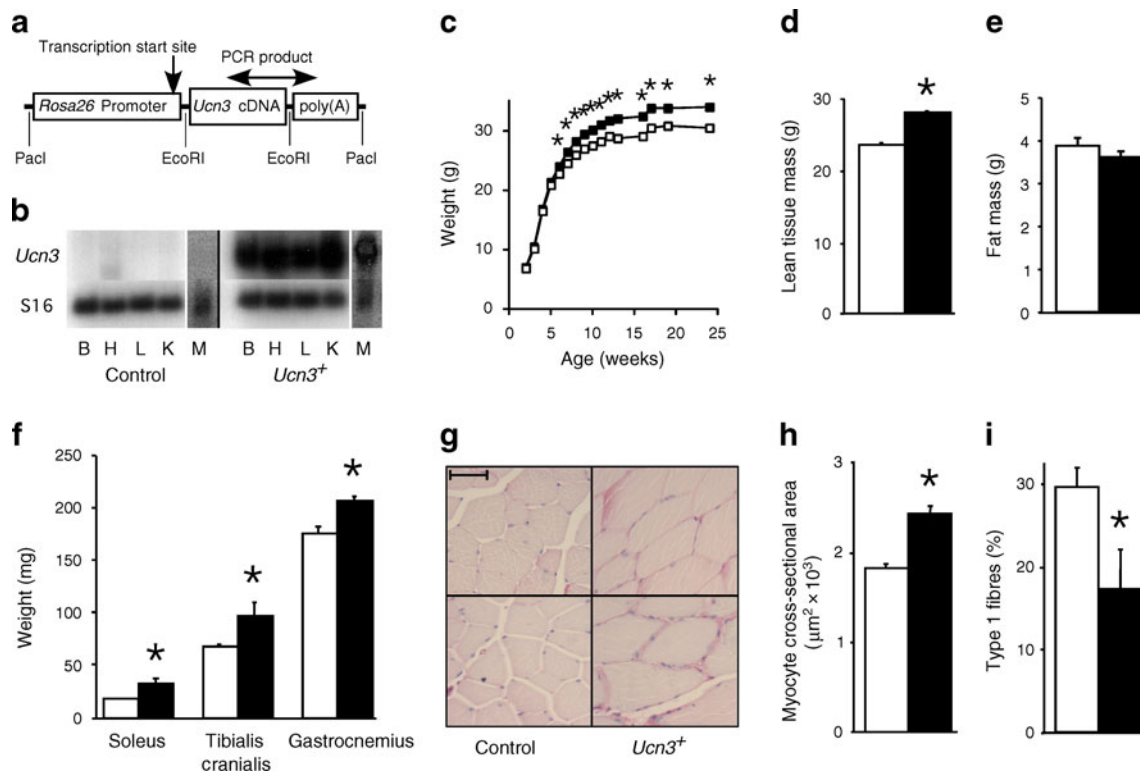 a
Transcription start site
PCR product
Rosa26 Promoter
Ucn3 cDNA
poly(A)
PacI
EcoRI
EcoRI
PacI
b
Ucn3
S16
B H L K M
B H L K M
Control
Ucn3+
c
Weight (g)
30
20
10
0
* * * * * * * * * * * *
0 5 10 15 20 25
Age (weeks)
d
Lean tissue mass (g)
30
20
10
0
*
e
Fat mass (g)
5
4
3
2
1
0
f
Weight (mg)
250
200
150
100
50
0
* * *
Soleus
Tibialis
cranialis
Gastrocnemius
g
Control
Ucn3+
h
Myocyte cross-sectional area
(μm² × 10³)
3
2
1
0
*
i
Type 1 fibres (%)
30
20
10
0
*